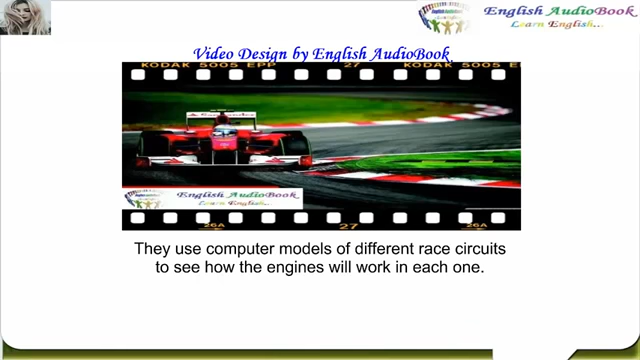 English AudioBook
Learn English...
Video Design by English AudioBook
KODAK 5005 EPP 27 KODAK 5005 E
Santander
English AudioBook
Learn English...
26A 27 26A
They use computer models of different race circuits
to see how the engines will work in each one.